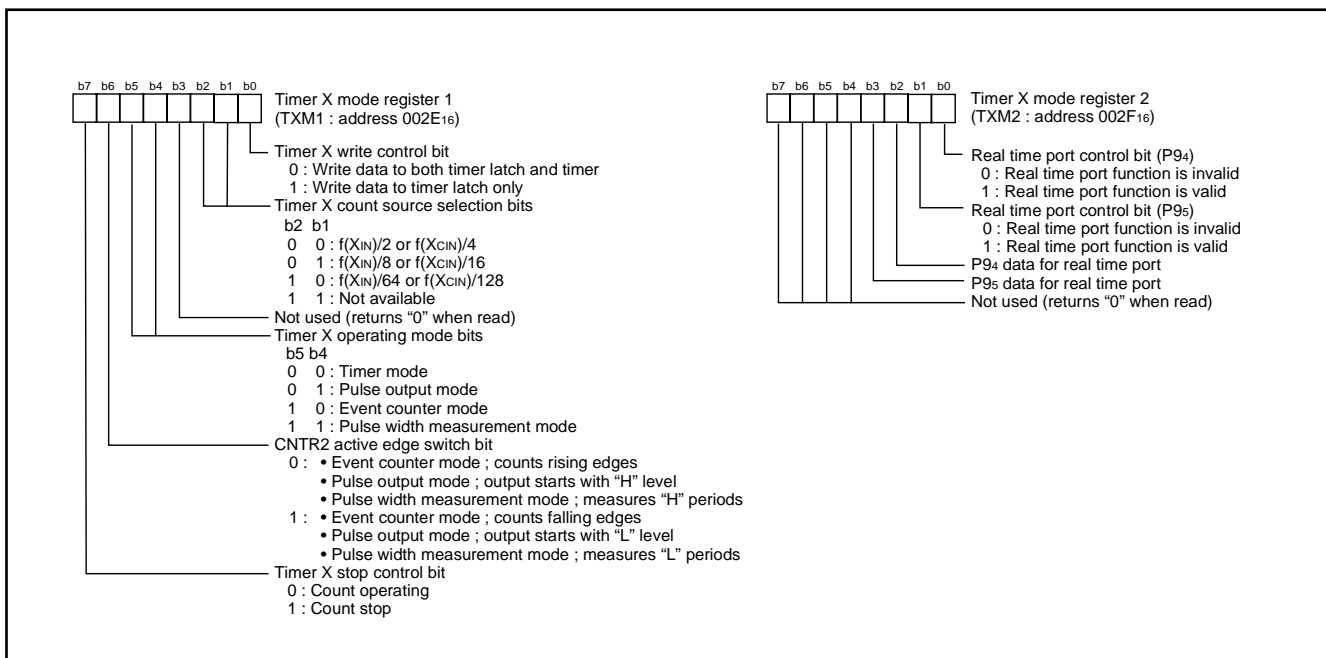 b7 b6 b5 b4 b3 b2 b1 b0
Timer X mode register 1
(TXM1 : address 002E16)
Timer X write control bit
0 : Write data to both timer latch and timer
1 : Write data to timer latch only
Timer X count source selection bits
b2 b1
0 0 : f(XIN)/2 or f(XCIN)/4
0 1 : f(XIN)/8 or f(XCIN)/16
1 0 : f(XIN)/64 or f(XCIN)/128
1 1 : Not available
Not used (returns “0” when read)
Timer X operating mode bits
b5 b4
0 0 : Timer mode
0 1 : Pulse output mode
1 0 : Event counter mode
1 1 : Pulse width measurement mode
CNTR2 active edge switch bit
0 : • Event counter mode ; counts rising edges
• Pulse output mode ; output starts with “H” level
• Pulse width measurement mode ; measures “H” periods
1 : • Event counter mode ; counts falling edges
• Pulse output mode ; output starts with “L” level
• Pulse width measurement mode ; measures “L” periods
Timer X stop control bit
0 : Count operating
1 : Count stop
b7 b6 b5 b4 b3 b2 b1 b0
Timer X mode register 2
(TXM2 : address 002F16)
Real time port control bit (P94)
0 : Real time port function is invalid
1 : Real time port function is valid
Real time port control bit (P95)
0 : Real time port function is invalid
1 : Real time port function is valid
P94 data for real time port
P95 data for real time port
Not used (returns “0” when read)